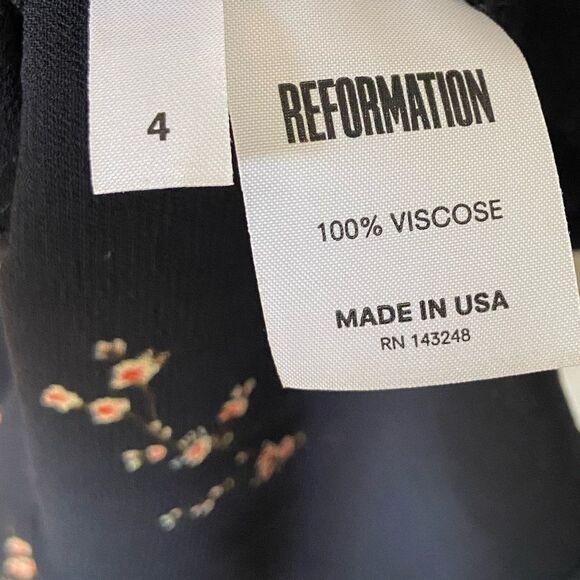 4
REFORMATION
100% VISCOSE
MADE IN USA
RN 143248